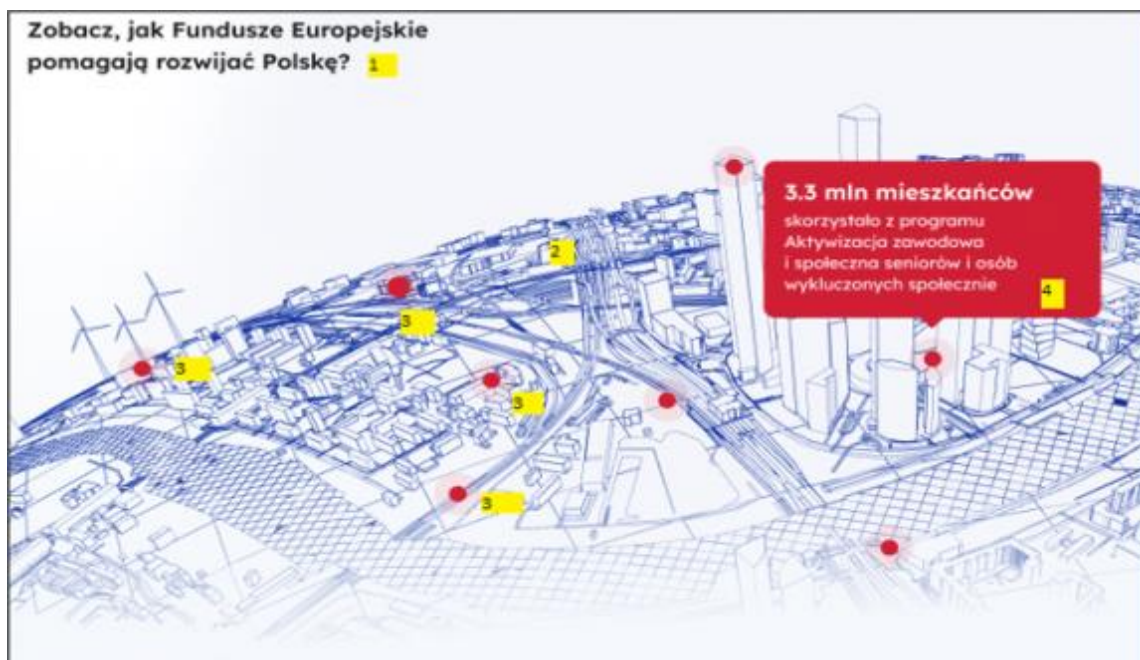 Zobacz, jak Fundusze Europejskie
pomagają rozwijać Polskę? 1
3.3 mln mieszkańców
skorzystało z programu
Aktywizacja zawodowa
i społeczna seniorów i osób
wykluczonych społecznie
4
2
3
3
3
3